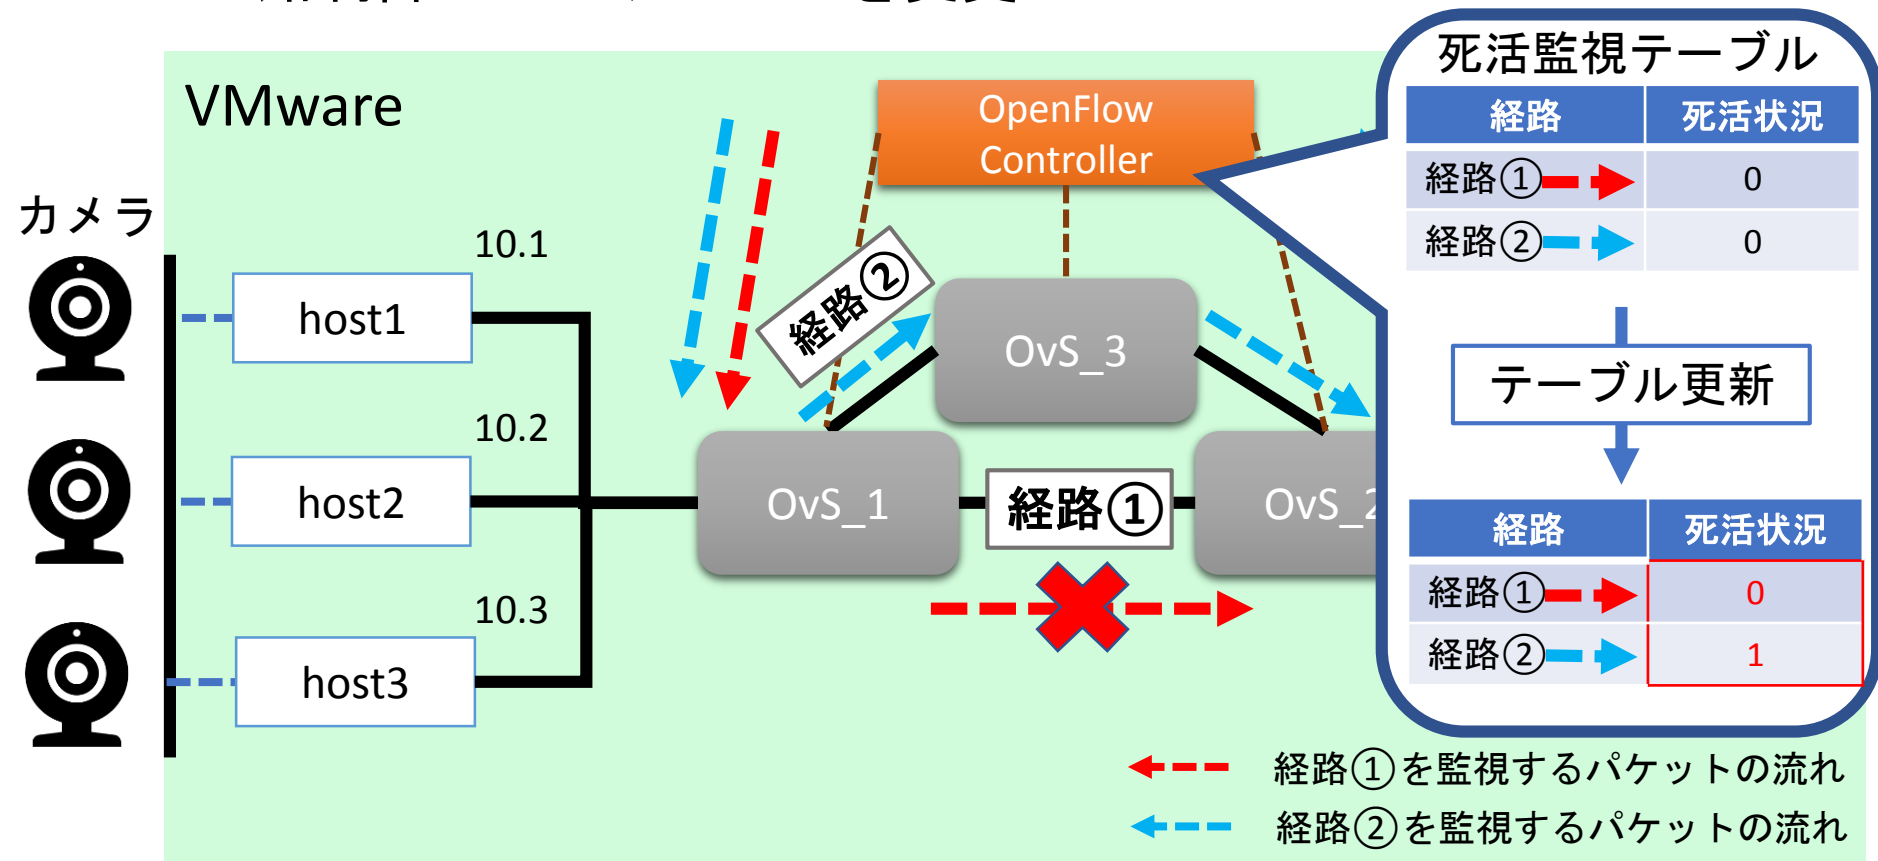 VMware
OpenFlow
Controller
カメラ
10.1
host1
10.2
host2
10.3
host3
経路②
OvS_3
OvS_1
経路①
OvS_2
死活監視テーブル
経路 死活状況
経路① 0
経路② 0
テーブル更新
経路 死活状況
経路① 0
経路② 1
経路①を監視するパケットの流れ
経路②を監視するパケットの流れ